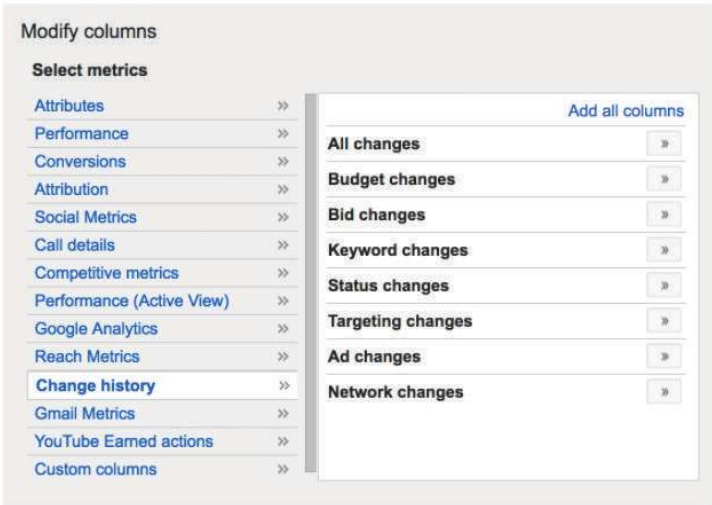 Modify columns
Select metrics
Attributes »
Performance »
Conversions »
Attribution »
Social Metrics »
Call details »
Competitive metrics »
Performance (Active View) »
Google Analytics »
Reach Metrics »
Change history »
Gmail Metrics »
YouTube Earned actions »
Custom columns »
Add all columns
All changes »
Budget changes »
Bid changes »
Keyword changes »
Status changes »
Targeting changes »
Ad changes »
Network changes »